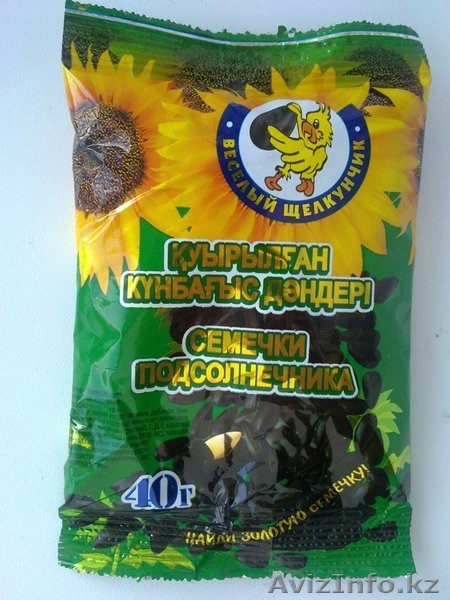 ВЕСЕЛЫЙ ЩЕЛКУНЧИК
ҚУЫРЫЛҒАН
КҮНБАҒЫС ДӘНДЕРІ
СЕМЕЧКИ
ПОДСОЛНЕЧНИКА
40г
НАЙДИ ЗОЛОТУЮ СЕМЕЧКУ!
AvizInfo.kz